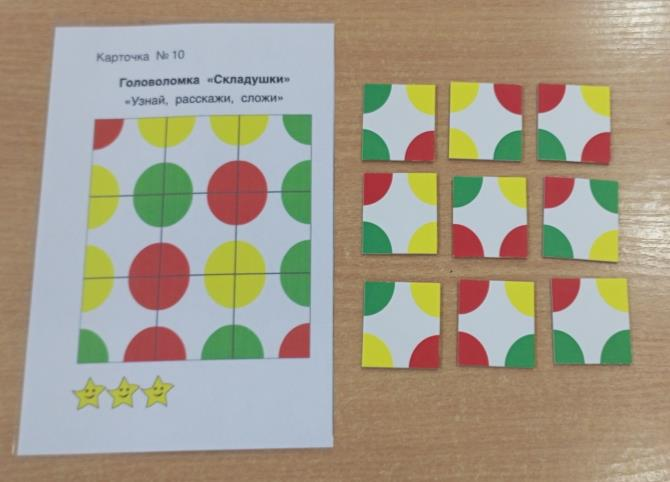 Карточка № 10
Головоломка «Складушки»
«Узнай, расскажи, сложи»